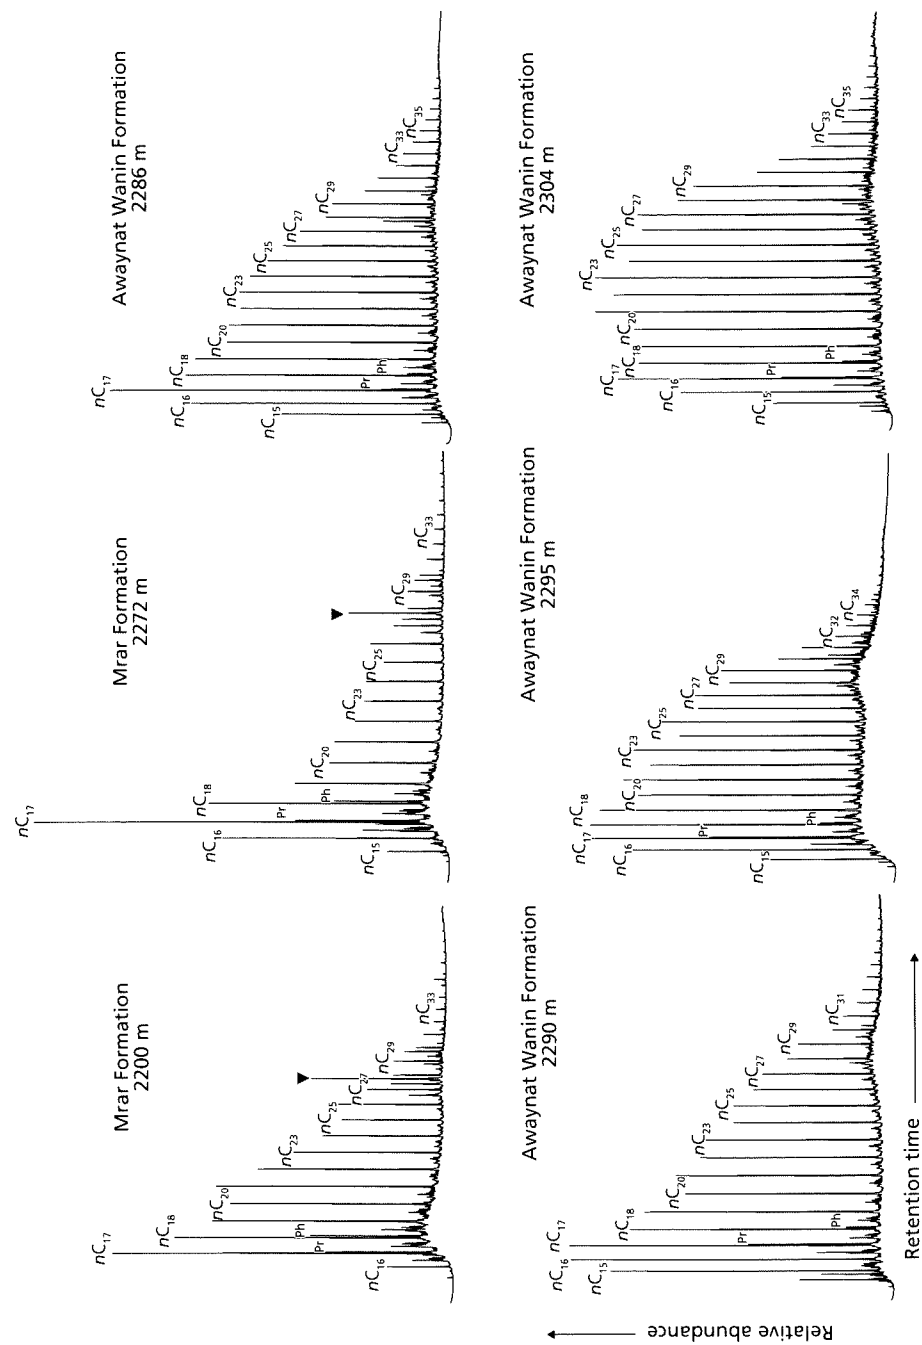 Mrar Formation
2200 m
nC17
nC18
nC20
nC23
nC25
nC27
nC29
nC33
nC16
Pr
Ph
Mrar Formation
2272 m
nC17
nC16
nC18
nC15
Pr
Ph
nC20
nC23
nC25
nC29
nC33
Awaynat Wanin Formation
2286 m
nC17
nC16
nC18
nC15
Pr
Ph
nC20
nC23
nC25
nC27
nC29
nC33
nC35
Awaynat Wanin Formation
2290 m
nC16
nC17
nC15
nC18
Pr
Ph
nC20
nC23
nC25
nC27
nC29
nC31
Awaynat Wanin Formation
2295 m
nC17
nC18
nC16
nC15
Pr
Ph
nC20
nC23
nC25
nC27
nC29
nC32
nC34
Awaynat Wanin Formation
2304 m
nC17
nC18
nC16
nC15
Pr
Ph
nC20
nC23
nC25
nC27
nC29
nC33
nC35
Relative abundance
Retention time